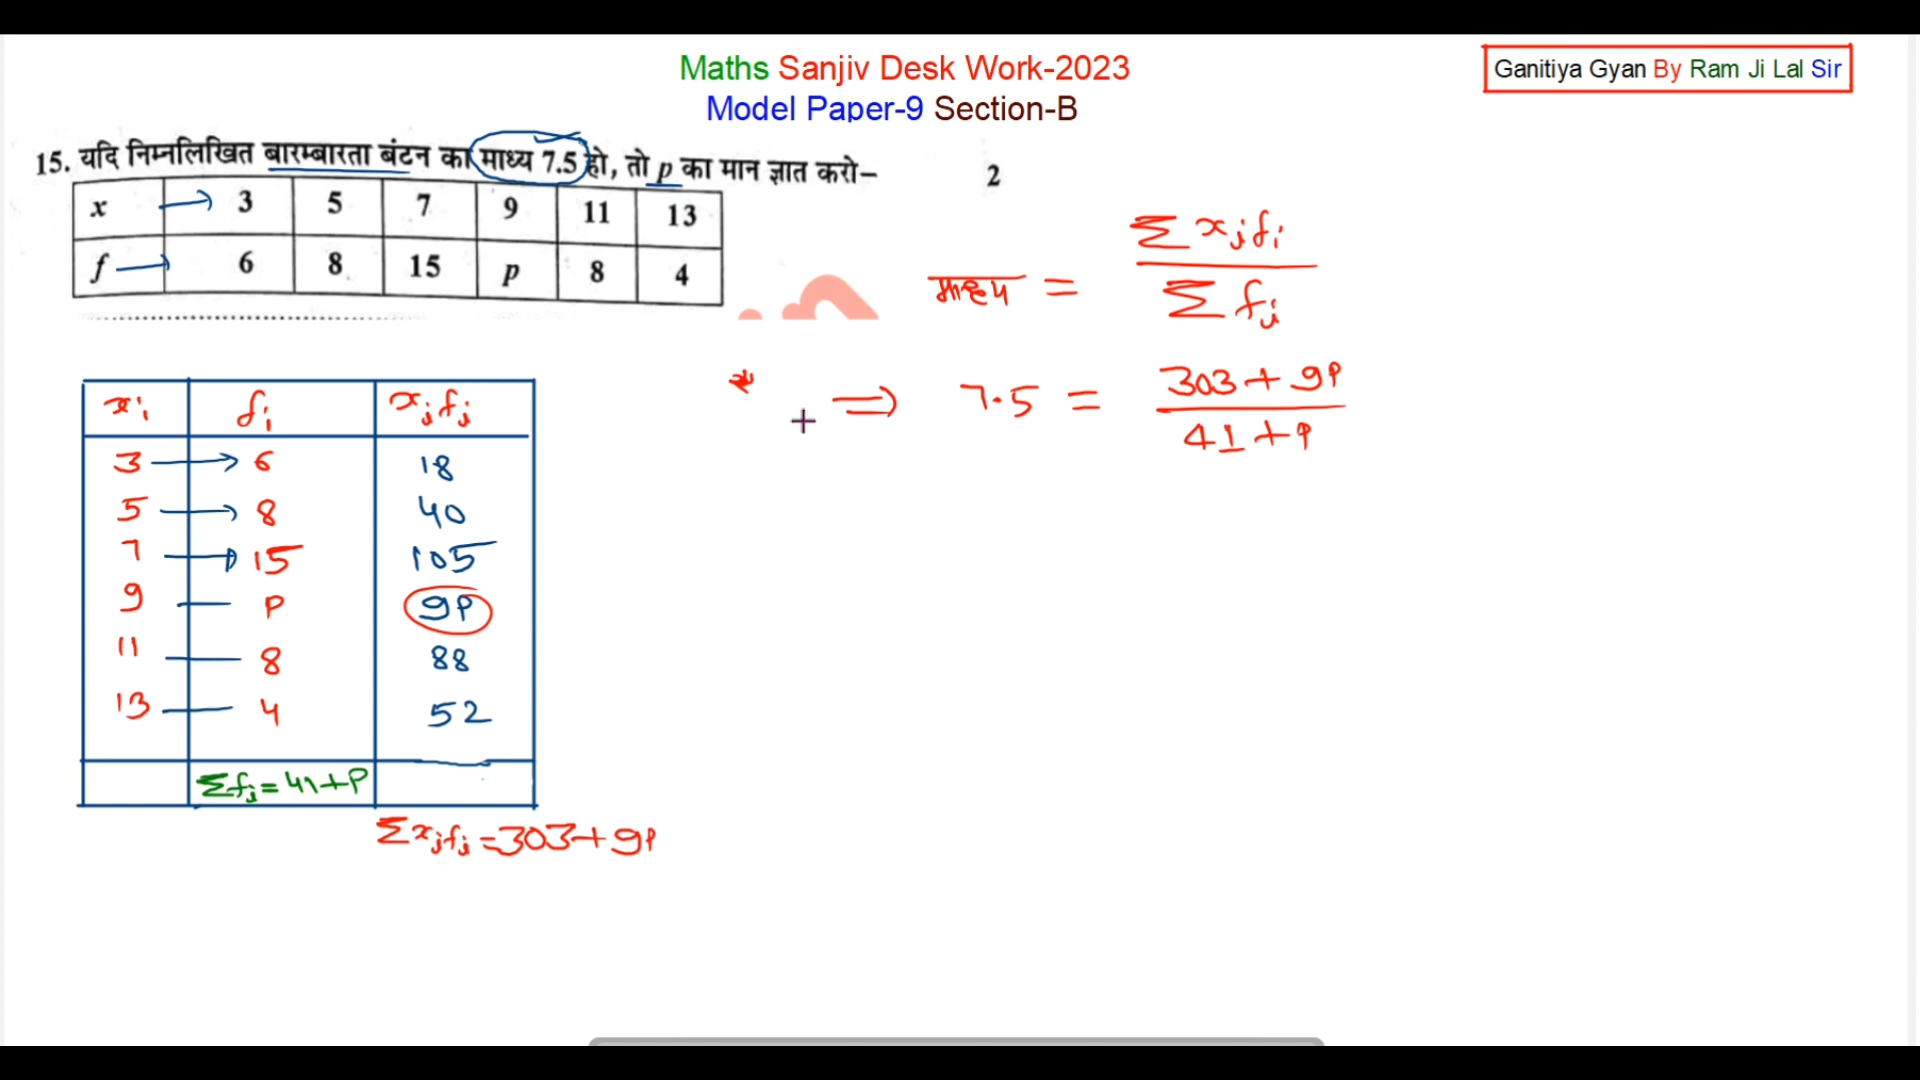 Maths Sanjiv Desk Work-2023
Ganitiya Gyan By Ram Ji Lal Sir
Model Paper-9 Section-B
15. यदि निम्नलिखित बारम्बारता बंटन का माध्य 7.5 हो, तो p का मान ज्ञात करो– 2
x → 3 5 7 9 11 13
f → 6 8 15 p 8 4
माध्य = Σ xᵢfᵢ / Σ fᵢ
⇒ 7.5 = 303 + 9P / 41 + P
xᵢ fᵢ xᵢfᵢ
3 → 6 18
5 → 8 40
7 → 15 105
9 — P 9P
11 — 8 88
13 — 4 52
Σfᵢ = 41+P
Σxᵢfᵢ = 303 + 9P